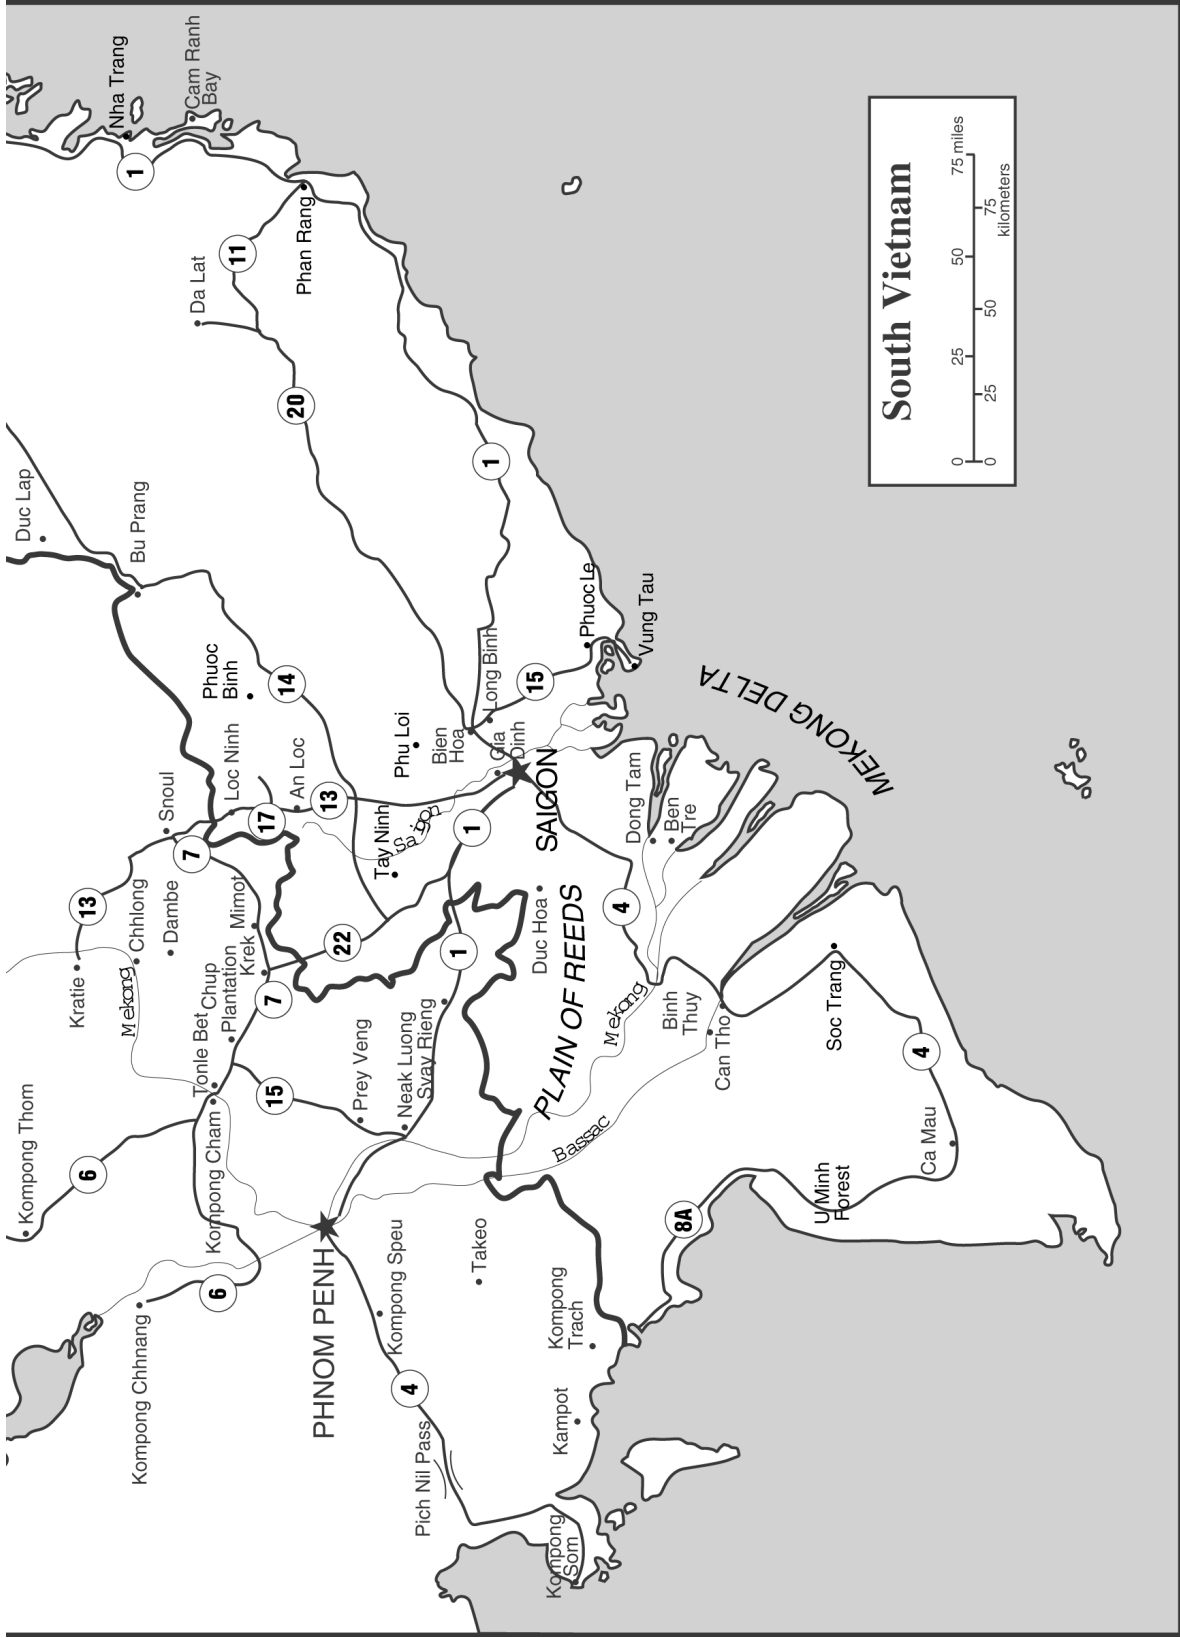 Nha Trang
Cam Ranh
Bay
1
Phan Rang
11
Da Lat
20
1
Duc Lap
Bu Prang
Phuoc
Binh
14
Phu Loi
Bien
Hoa
Long Binh
15
Phuoc Le
Vung Tau
Gia
Dinh
SAIGON
MEKONG DELTA
Snoul
Loc Ninh
An Loc
13
17
7
13
Tay Ninh
Saigon
1
Kratie
Mekong
Chhlong
Dambe
Mimot
Krek
22
7
Chup
Plantation
Tonle Bet
1
Duc Hoa
PLAIN OF REEDS
4
Dong Tam
Ben
Tre
Mekong
Binh
Thuy
Can Tho
Soc Trang
4
Ca Mau
U Minh
Forest
8A
Bassac
15
Prey Veng
Neak Luong
Svay Rieng
Kompong Thom
6
Kompong Cham
6
Kompong Chhnang
PHNOM PENH
Kompong Speu
Takeo
4
Pich Nil Pass
Kompong
Trach
Kampot
Kompong
Som
South Vietnam
0 25 50 75 miles
0 25 50 75
kilometers